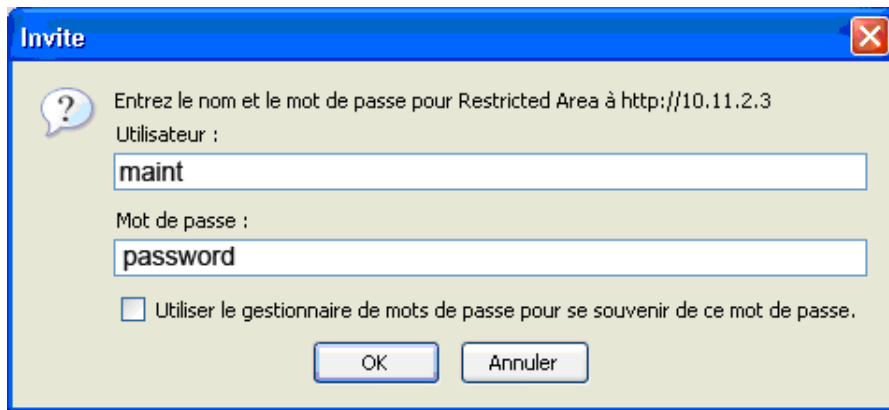 Invite
Entrez le nom et le mot de passe pour Restricted Area à http://10.11.2.3
Utilisateur :
maint
Mot de passe :
password
Utiliser le gestionnaire de mots de passe pour se souvenir de ce mot de passe.
OK Annuler